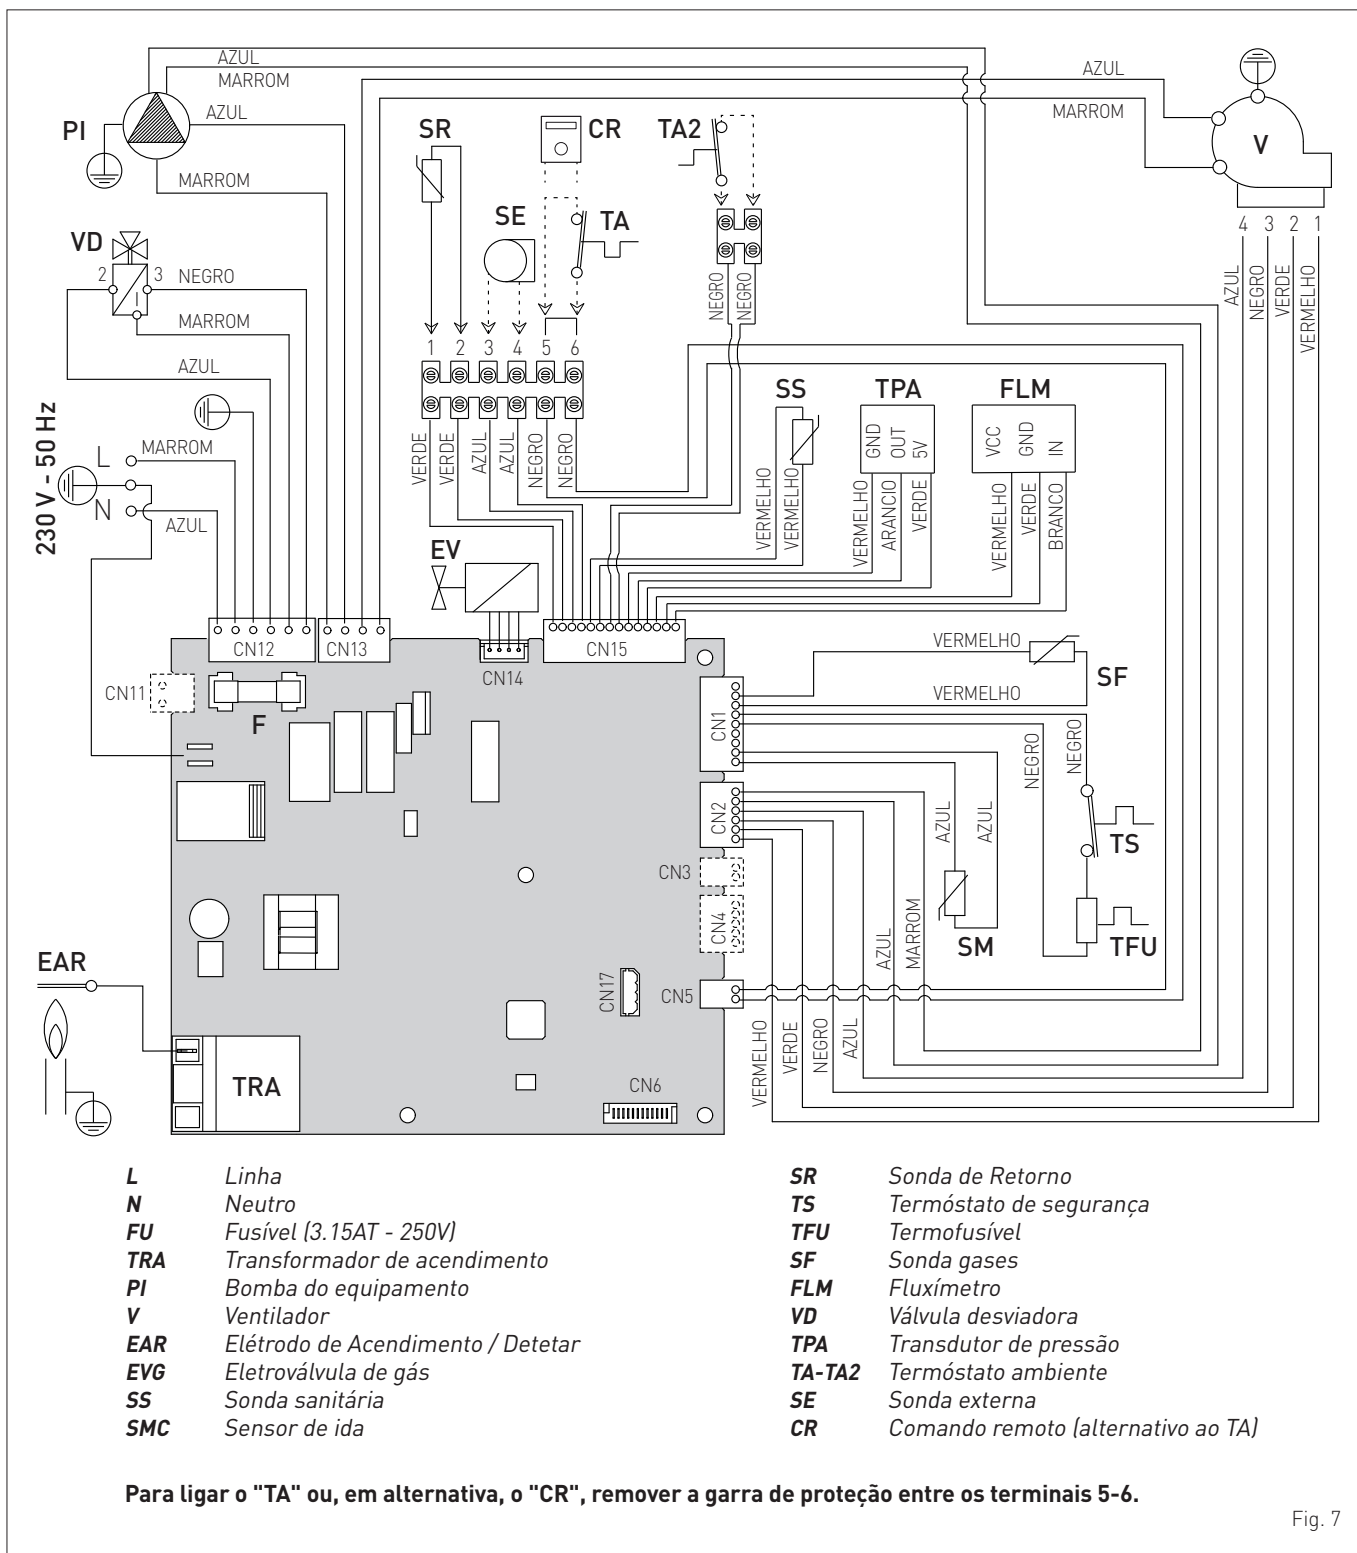 AZUL
MARROM
AZUL
PI
MARROM
SR
CR
TA2
AZUL
MARROM
V
4 3 2 1
AZUL
NEGRO
VERDE
VERMELHO
VD
2
3
NEGRO
MARROM
AZUL
SE
TA
NEGRO
NEGRO
1 2 3 4 5 6
230 V - 50 Hz
L
MARROM
N
AZUL
VERDE
VERDE
AZUL
AZUL
NEGRO
NEGRO
SS
VERMELHO
VERMELHO
TPA
GND
OUT
5V
VERMELHO
ARANCIO
VERDE
FLM
VCC
GND
IN
VERMELHO
VERDE
BRANCO
EV
CN12
CN13
CN14
CN15
CN11
F
VERMELHO
SF
VERMELHO
CN1
NEGRO
NEGRO
CN2
AZUL
AZUL
TS
CN3
CN4
SM
TFU
AZUL
MARROM
EAR
CN17
CN5
VERMELHO
VERDE
NEGRO
AZUL
TRA
CN6
L Linha
N Neutro
FU Fusível (3.15AT - 250V)
TRA Transformador de acendimento
PI Bomba do equipamento
V Ventilador
EAR Elétrodo de Acendimento / Detetar
EVG Eletroválvula de gás
SS Sonda sanitária
SMC Sensor de ida
SR Sonda de Retorno
TS Termóstato de segurança
TFU Termofusível
SF Sonda gases
FLM Fluxímetro
VD Válvula desviadora
TPA Transdutor de pressão
TA-TA2 Termóstato ambiente
SE Sonda externa
CR Comando remoto (alternativo ao TA)
Para ligar o "TA" ou, em alternativa, o "CR", remover a garra de proteção entre os terminais 5-6.
Fig. 7